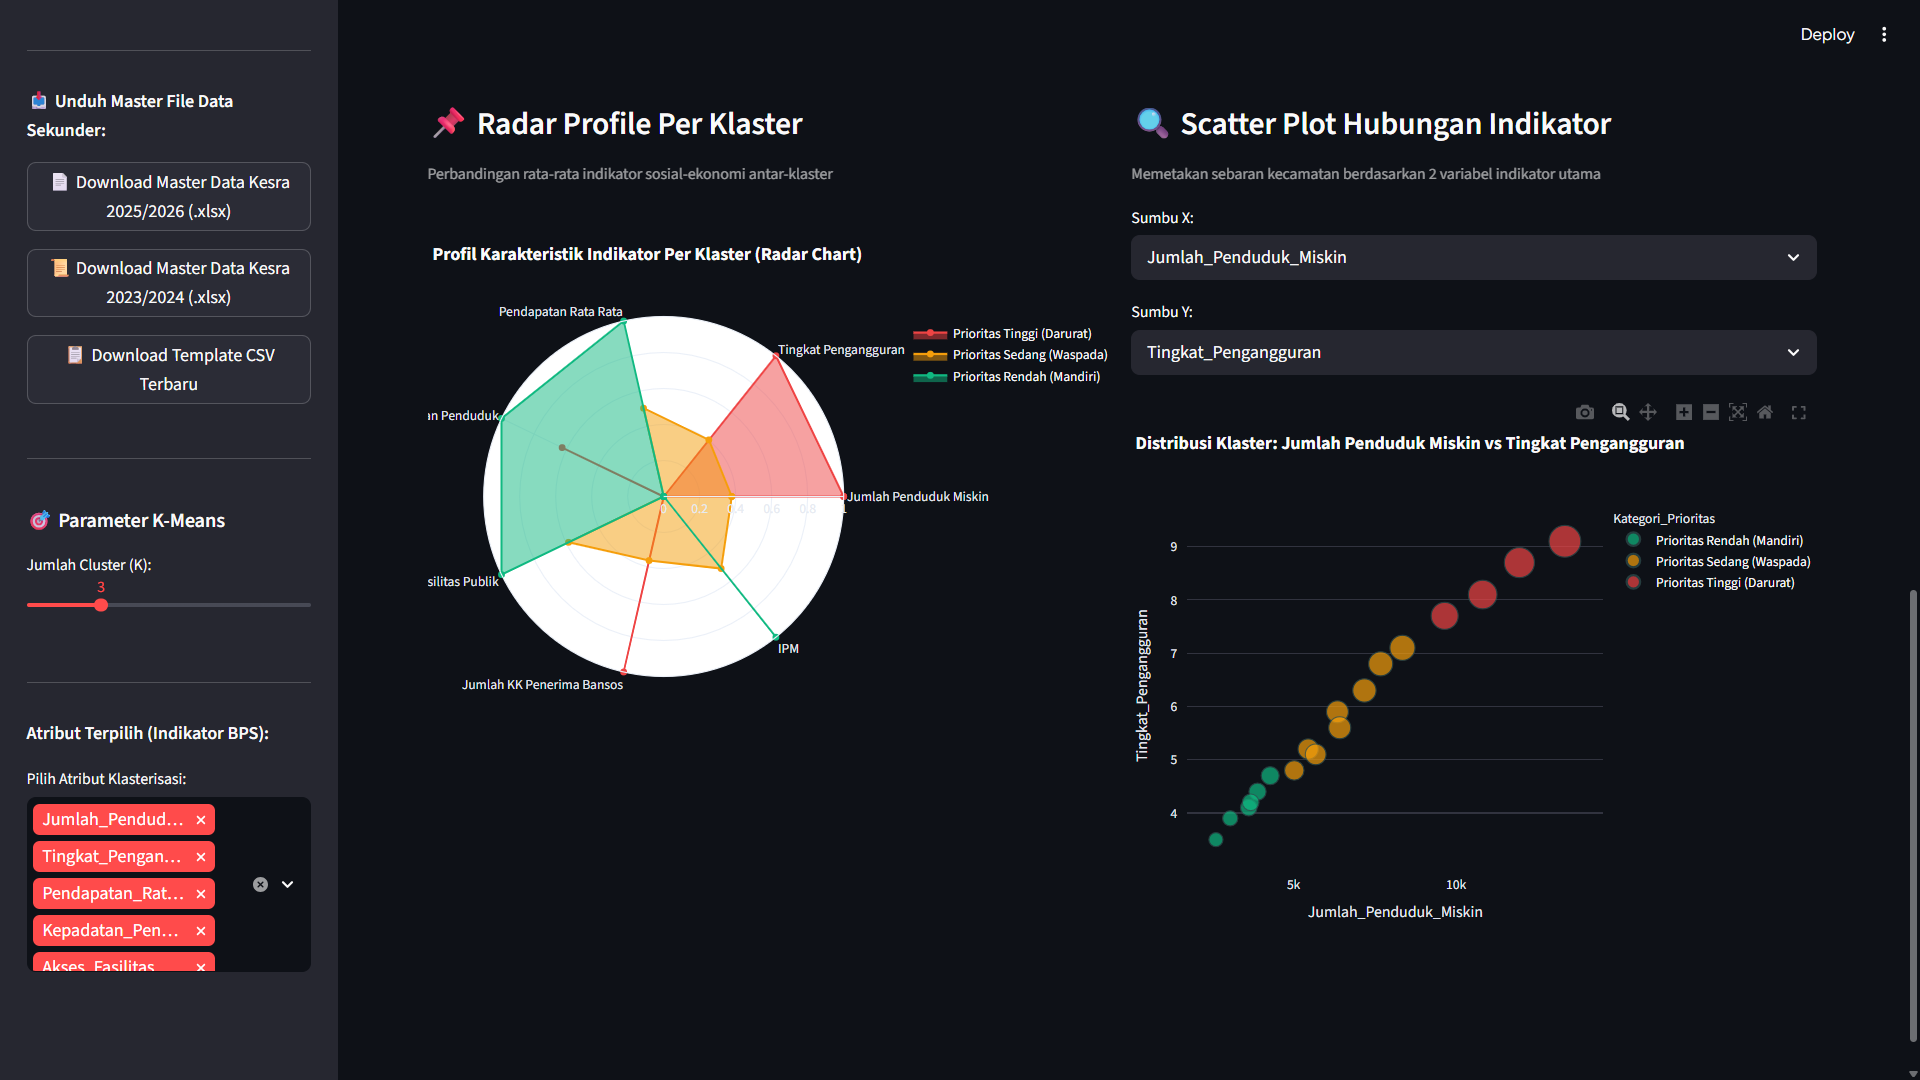 Deploy
Unduh Master File Data
Sekunder:
Download Master Data Kesra
2025/2026 (.xlsx)
Download Master Data Kesra
2023/2024 (.xlsx)
Download Template CSV
Terbaru
Parameter K-Means
Jumlah Cluster (K):
3
Atribut Terpilih (Indikator BPS):
Pilih Atribut Klasterisasi:
Jumlah_Pendud...
Tingkat_Pengan...
Pendapatan_Rat...
Kepadatan_Pen...
Akses_Fasilitas_
Radar Profile Per Klaster
Perbandingan rata-rata indikator sosial-ekonomi antar-klaster
Profil Karakteristik Indikator Per Klaster (Radar Chart)
Pendapatan Rata Rata
Tingkat Pengangguran
an Penduduk
Jumlah Penduduk Miskin
0 0.2 0.4 0.6 0.8 1
silitas Publik
IPM
Jumlah KK Penerima Bansos
Prioritas Tinggi (Darurat)
Prioritas Sedang (Waspada)
Prioritas Rendah (Mandiri)
Scatter Plot Hubungan Indikator
Memetakan sebaran kecamatan berdasarkan 2 variabel indikator utama
Sumbu X:
Jumlah_Penduduk_Miskin
Sumbu Y:
Tingkat_Pengangguran
Distribusi Klaster: Jumlah Penduduk Miskin vs Tingkat Pengangguran
Kategori_Prioritas
Prioritas Rendah (Mandiri)
Prioritas Sedang (Waspada)
Prioritas Tinggi (Darurat)
9
8
7
6
5
4
Tingkat_Pengangguran
5k 10k
Jumlah_Penduduk_Miskin